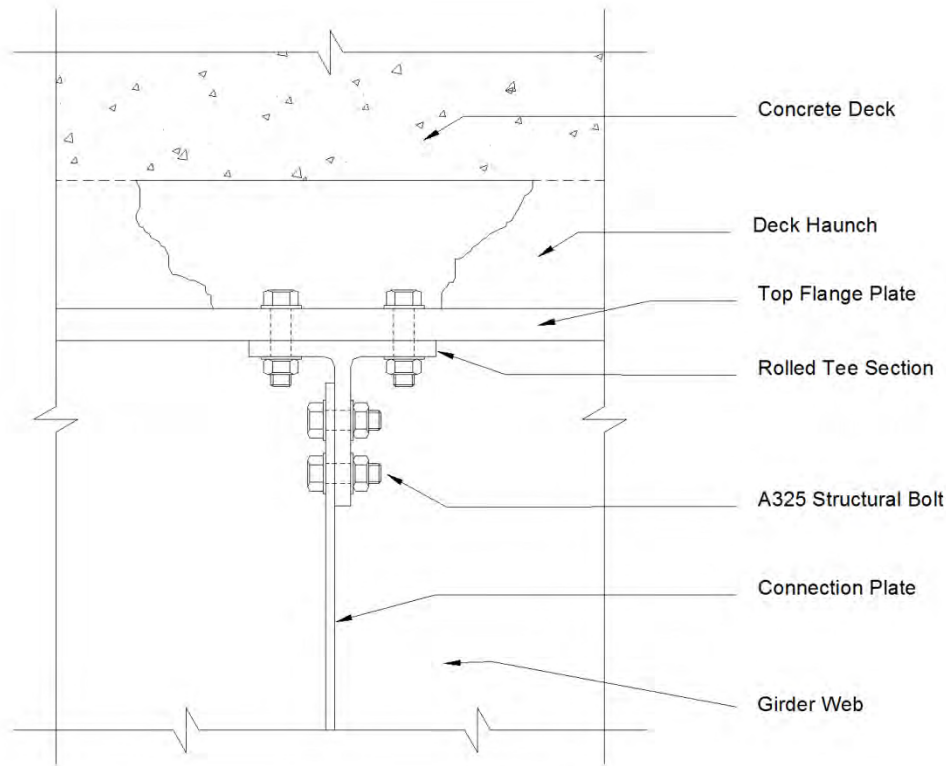 Concrete Deck
Deck Haunch
Top Flange Plate
Rolled Tee Section
A325 Structural Bolt
Connection Plate
Girder Web